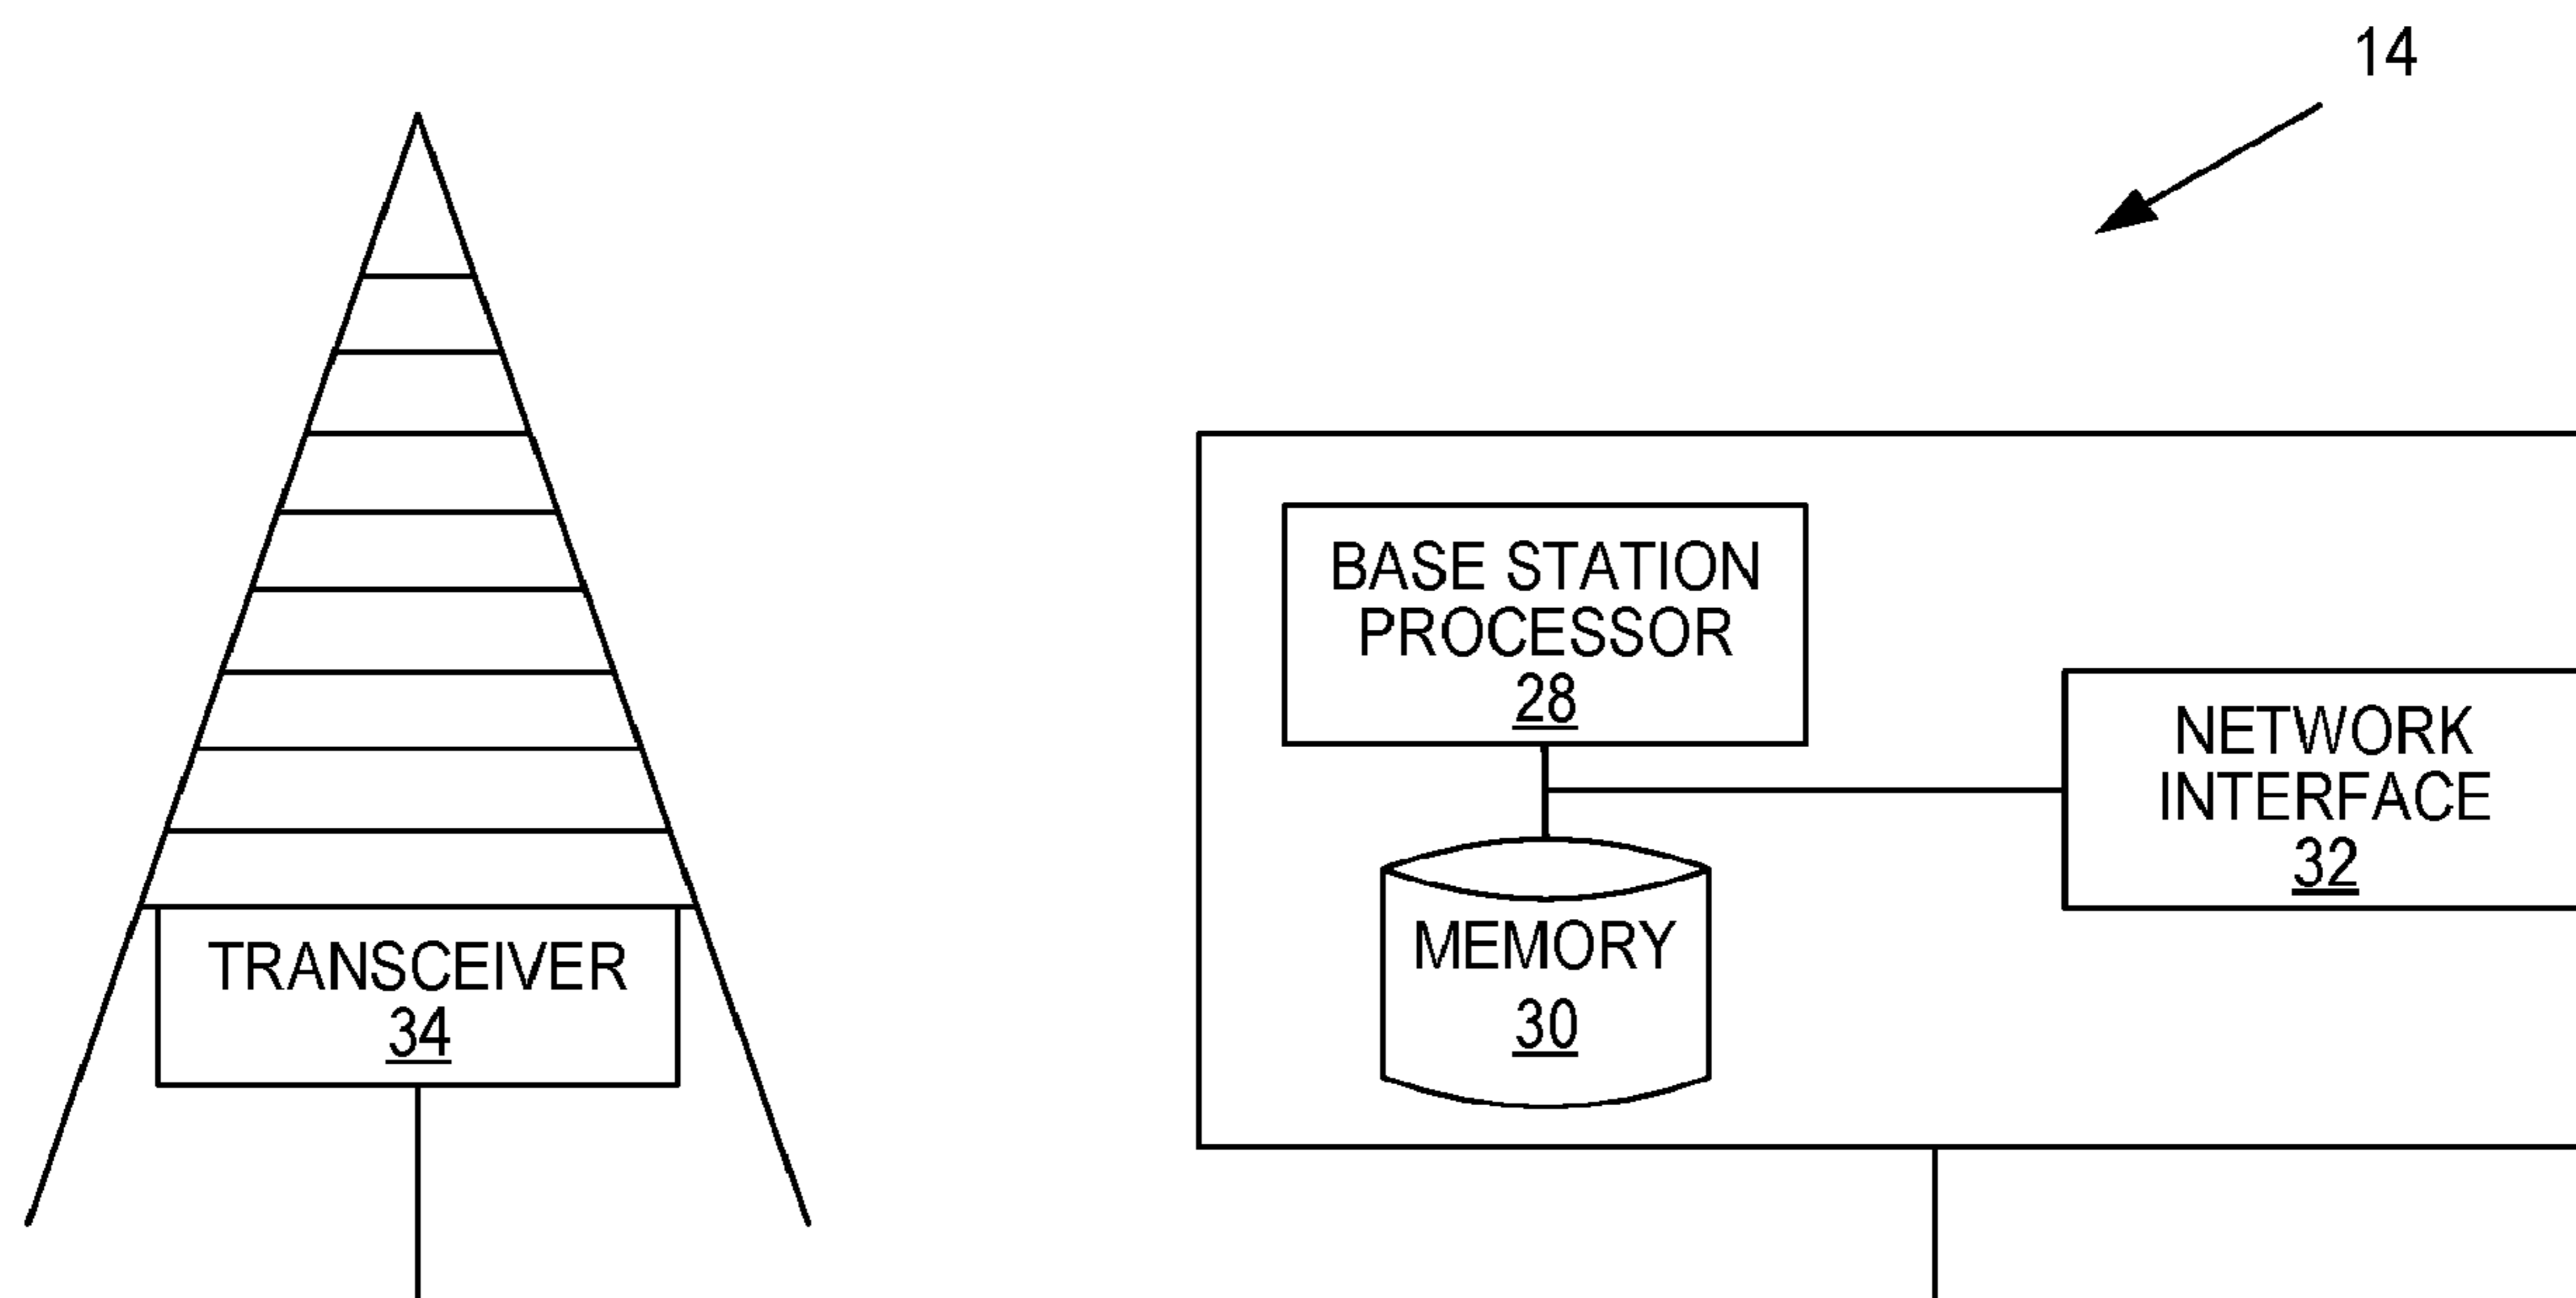 14
BASE STATION
PROCESSOR
28
NETWORK
INTERFACE
32
MEMORY
30
TRANSCEIVER
34